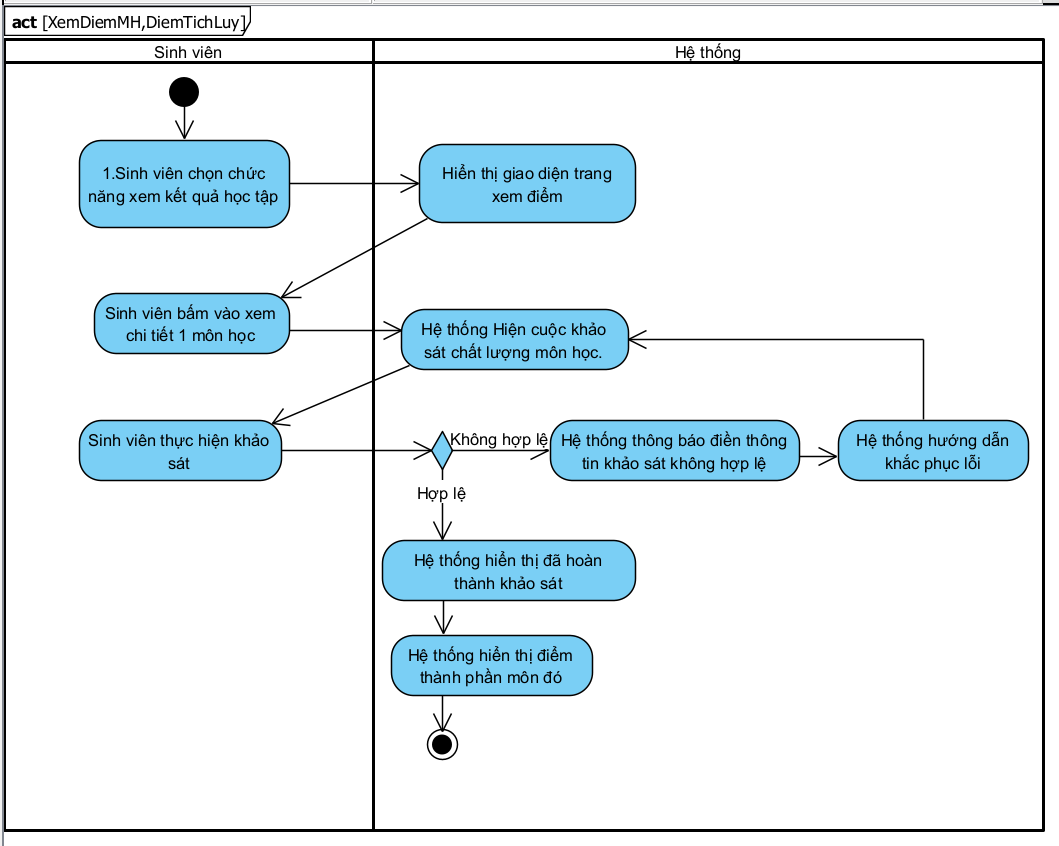 act [XemDiemMH,DiemTichLuy]
Sinh viên
Hệ thống
1.Sinh viên chọn chức
năng xem kết quả học tập
Hiển thị giao diện trang
xem điểm
Sinh viên bấm vào xem
chi tiết 1 môn học
Hệ thống Hiện cuộc khảo
sát chất lượng môn học.
Sinh viên thực hiện khảo
sát
Không hợp lệ
Hệ thống thông báo điền thông
tin khảo sát không hợp lệ
Hệ thống hướng dẫn
khắc phục lỗi
Hợp lệ
Hệ thống hiển thị đã hoàn
thành khảo sát
Hệ thống hiển thị điểm
thành phần môn đó